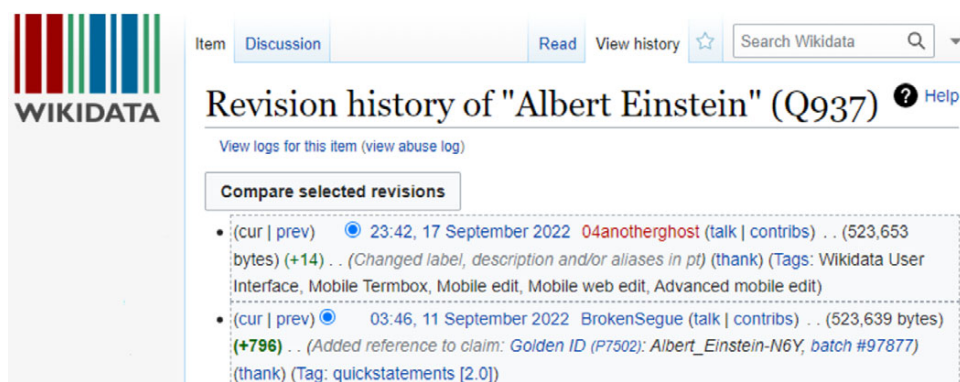 WIKIDATA
Item Discussion Read View history Search Wikidata
Revision history of "Albert Einstein" (Q937) ? Help
View logs for this item (view abuse log)
Compare selected revisions
• (cur | prev) 23:42, 17 September 2022 04anotherghost (talk | contribs) . . (523,653
bytes) (+14) . . (Changed label, description and/or aliases in pt) (thank) (Tags: Wikidata User
Interface, Mobile Termbox, Mobile edit, Mobile web edit, Advanced mobile edit)
• (cur | prev) 03:46, 11 September 2022 BrokenSegue (talk | contribs) . . (523,639 bytes)
(+796) . . (Added reference to claim: Golden ID (P7502): Albert_Einstein-N6Y, batch #97877)
(thank) (Tag: quickstatements [2.0])